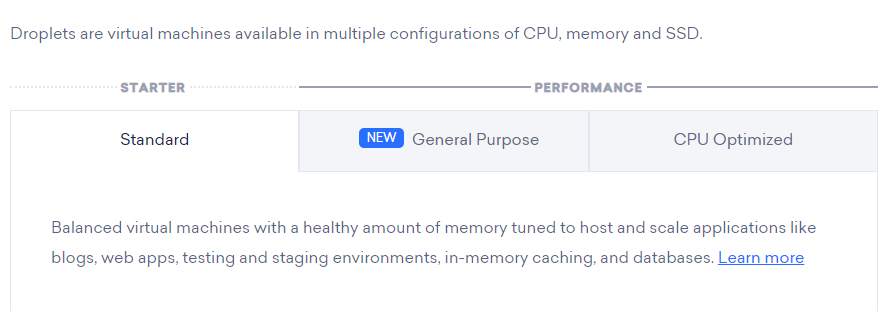 Droplets are virtual machines available in multiple configurations of CPU, memory and SSD.
STARTER
PERFORMANCE
Standard
NEW General Purpose
CPU Optimized
Balanced virtual machines with a healthy amount of memory tuned to host and scale applications like
blogs, web apps, testing and staging environments, in-memory caching, and databases. Learn more